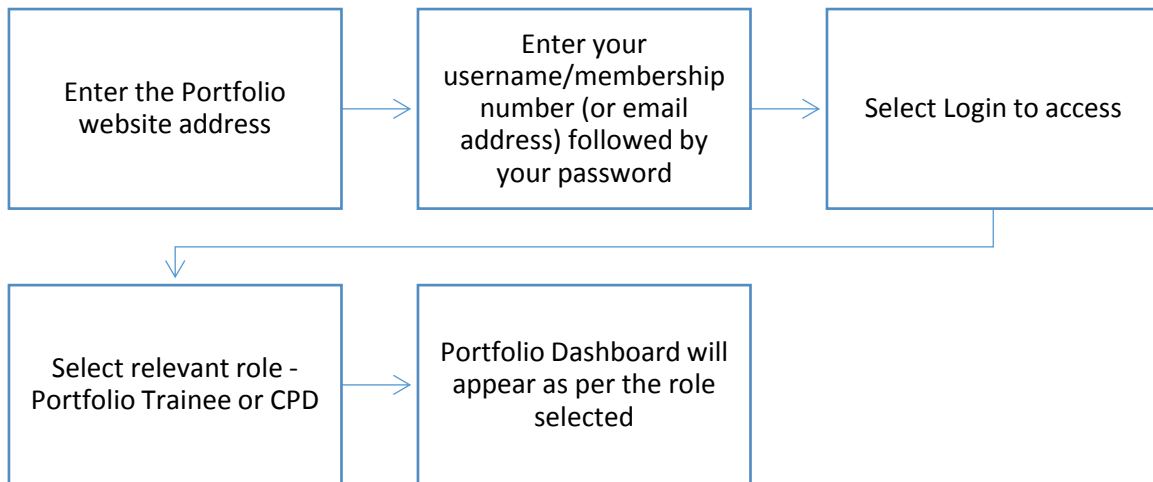 Enter the Portfolio
website address
Enter your
username/membership
number (or email
address) followed by
your password
Select Login to access
Select relevant role -
Portfolio Trainee or CPD
Portfolio Dashboard will
appear as per the role
selected